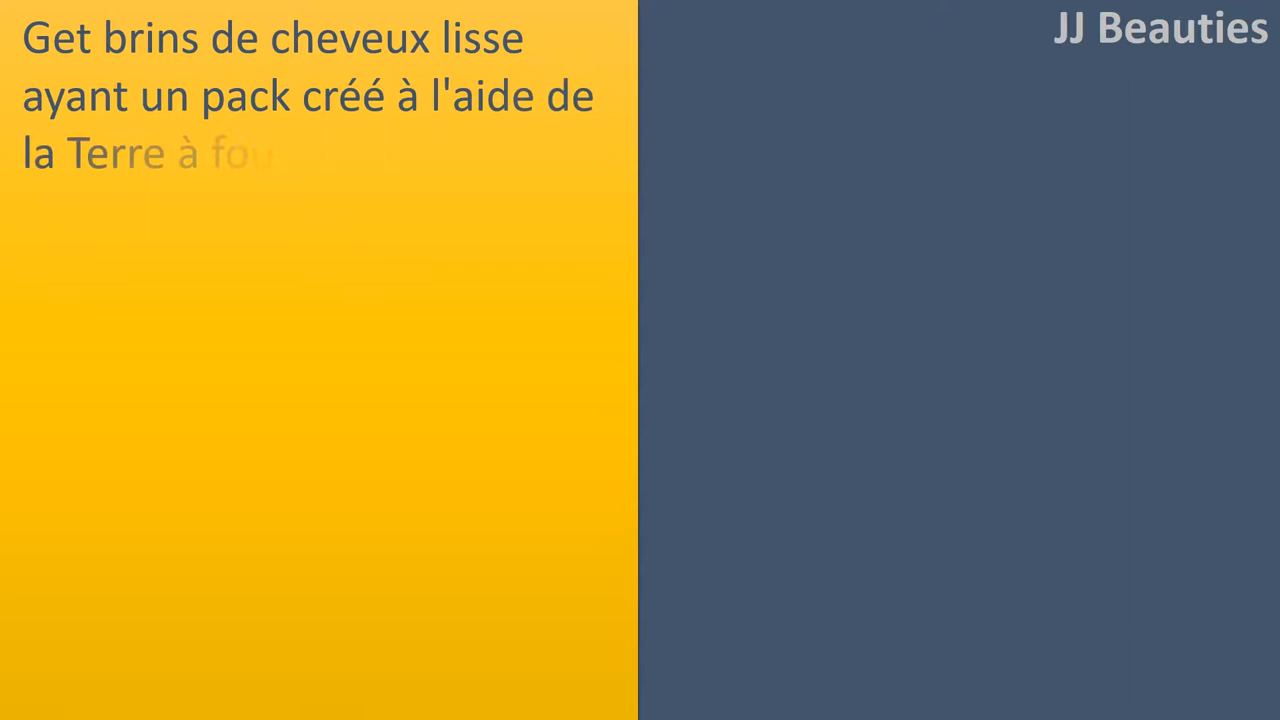 Get brins de cheveux lisse
ayant un pack créé à l'aide de
la Terre à
JJ Beauties